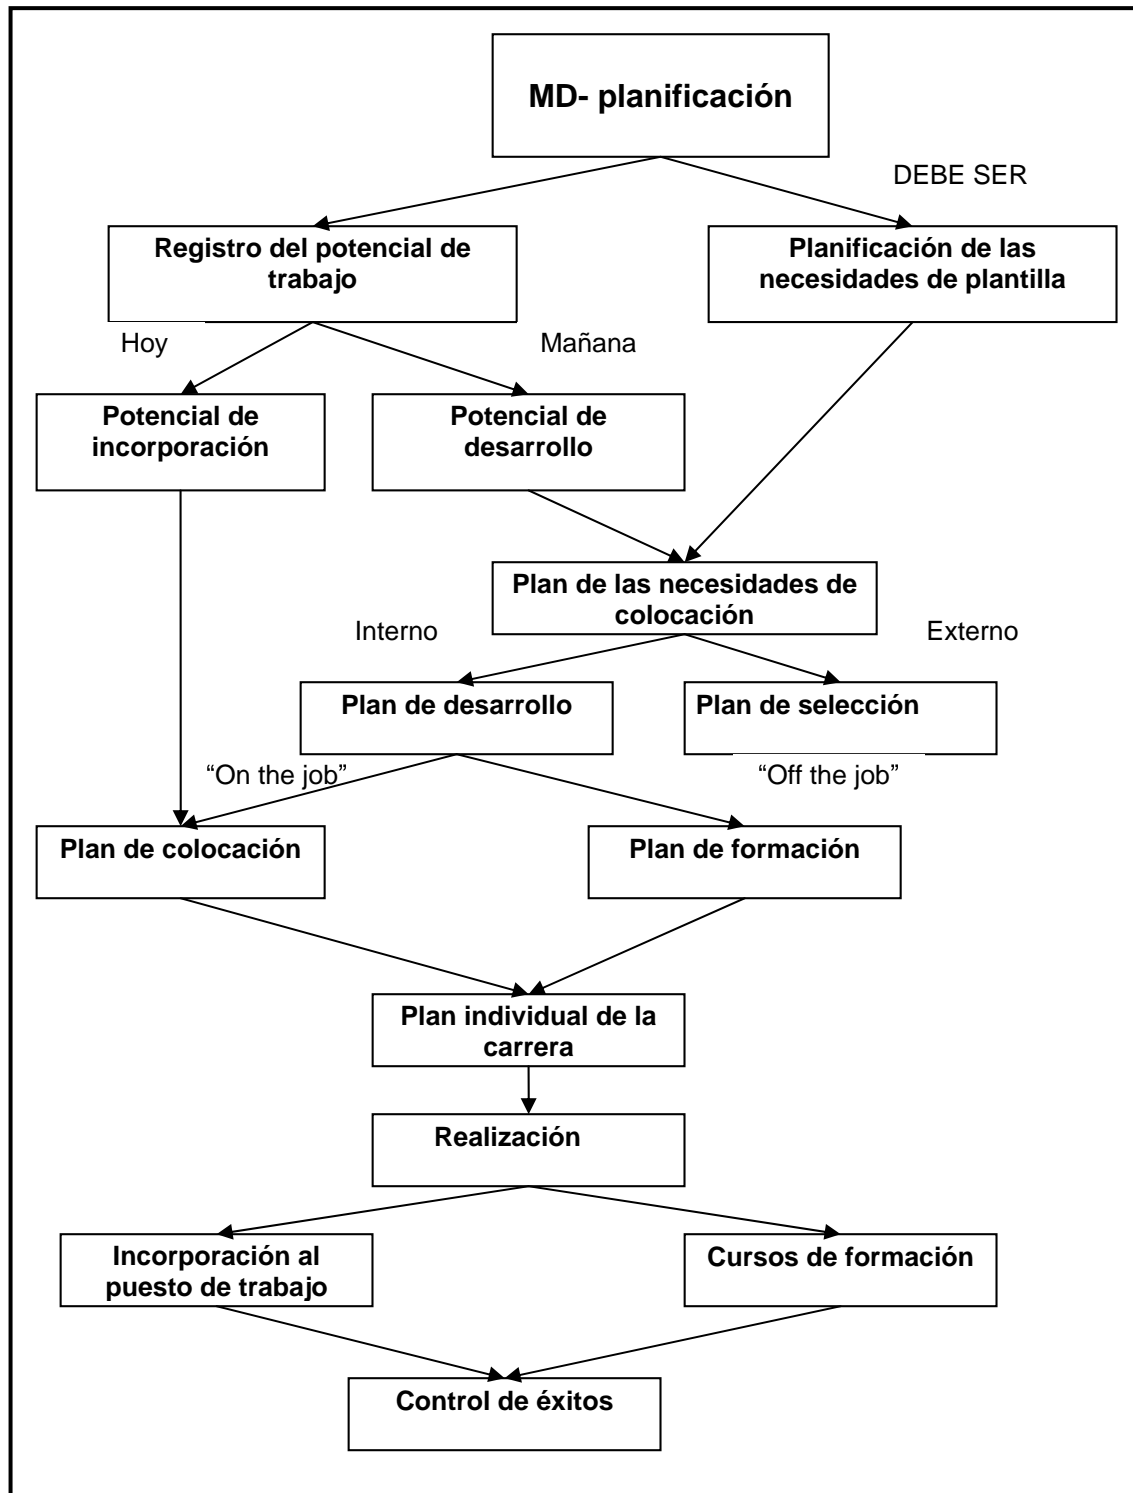 MD- planificación
DEBE SER
Registro del potencial de
trabajo
Planificación de las
necesidades de plantilla
Hoy
Mañana
Potencial de
incorporación
Potencial de
desarrollo
Plan de las necesidades de
colocación
Interno
Externo
Plan de desarrollo
Plan de selección
“On the job”
“Off the job”
Plan de colocación
Plan de formación
Plan individual de la
carrera
Realización
Incorporación al
puesto de trabajo
Cursos de formación
Control de éxitos